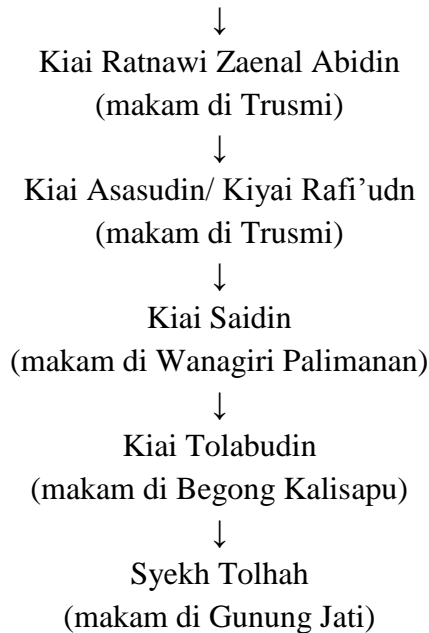 ↓
Kiai Ratnawi Zaenal Abidin
(makam di Trusmi)
↓
Kiai Asasudin/ Kiyai Rafi’udn
(makam di Trusmi)
↓
Kiai Saidin
(makam di Wanagiri Palimanan)
↓
Kiai Tolabudin
(makam di Begong Kalisapu)
↓
Syekh Tolhah
(makam di Gunung Jati)